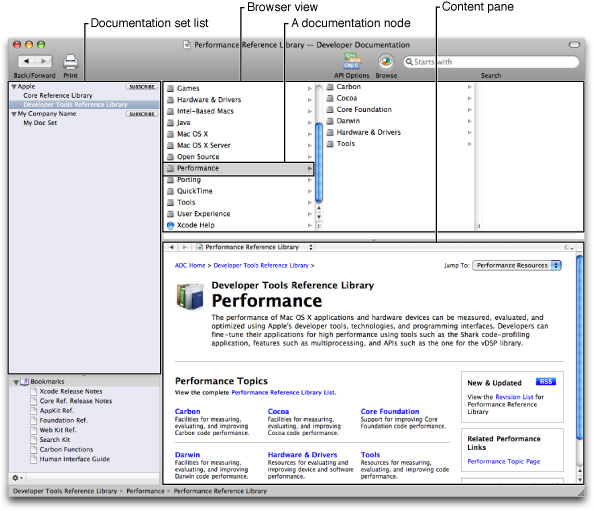 Documentation set list
Browser view
A documentation node
Content pane
Performance Reference Library — Developer Documentation
Back/Forward
Print
API Options
Browse
Starts with
Search
Apple
SUBSCRIBE
Core Reference Library
Developer Tools Reference Library
My Company Name
SUBSCRIBE
My Doc Set
Games
Hardware & Drivers
Intel-Based Macs
Java
Mac OS X
Mac OS X Server
Open Source
Performance
Porting
QuickTime
Tools
User Experience
Xcode Help
Carbon
Cocoa
Core Foundation
Darwin
Hardware & Drivers
Tools
Performance Reference Library
C
ADC Home > Developer Tools Reference Library >
Jump To:
Performance Resources
Developer Tools Reference Library
Performance
The performance of Mac OS X applications and hardware devices can be measured, evaluated, and
optimized using Apple's developer tools, technologies, and programming interfaces. Developers can
fine-tune their applications for high performance using tools such as the Shark code-profiling
application, features such as multiprocessing, and APIs such as the one for the vDSP library.
Performance Topics
View the complete Performance Reference Library List.
Carbon
Facilities for measuring,
evaluating, and improving
Carbon code performance.
Cocoa
Facilities for measuring,
evaluating, and improving
Cocoa code performance.
Core Foundation
Support for improving Core
Foundation code performance.
Darwin
Facilities for measuring,
evaluating, and improving
Darwin code performance.
Hardware & Drivers
Resources for evaluating and
improving device and software
performance.
Tools
Resources for measuring,
evaluating, and improving code
performance.
New & Updated
RSS
View the Revision List for
Performance Reference
Library
Related Performance
Links
Performance Topic Page
Bookmarks
Xcode Release Notes
Core Ref. Release Notes
AppKit Ref.
Foundation Ref.
Web Kit Ref.
Search Kit
Carbon Functions
Human Interface Guide
Developer Tools Reference Library ▸ Performance ▸ Performance Reference Library